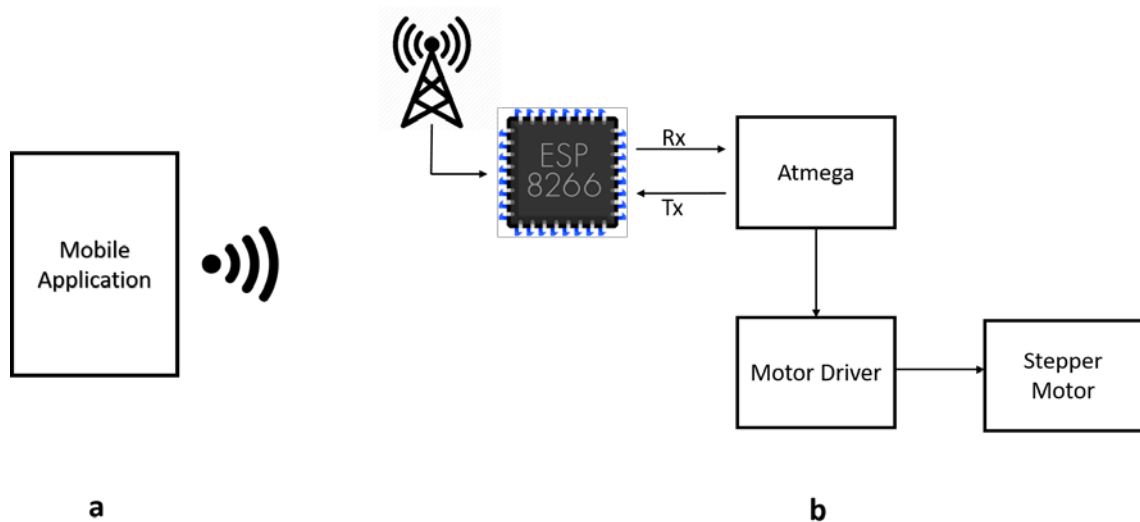 ESP
8266
Rx
Tx
Atmega
Mobile
Application
Motor Driver
Stepper
Motor
a
b